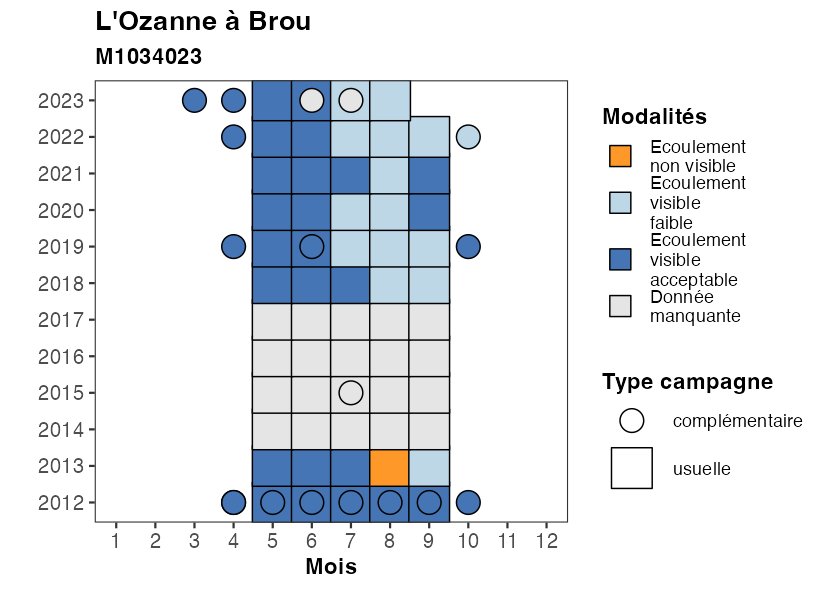 L'Ozanne à Brou
M1034023
2023
2022
2021
2020
2019
2018
2017
2016
2015
2014
2013
2012
1 2 3 4 5 6 7 8 9 10 11 12
Mois
Modalités
Ecoulement
non visible
Ecoulement
visible
faible
Ecoulement
visible
acceptable
Donnée
manquante
Type campagne
complémentaire
usuelle